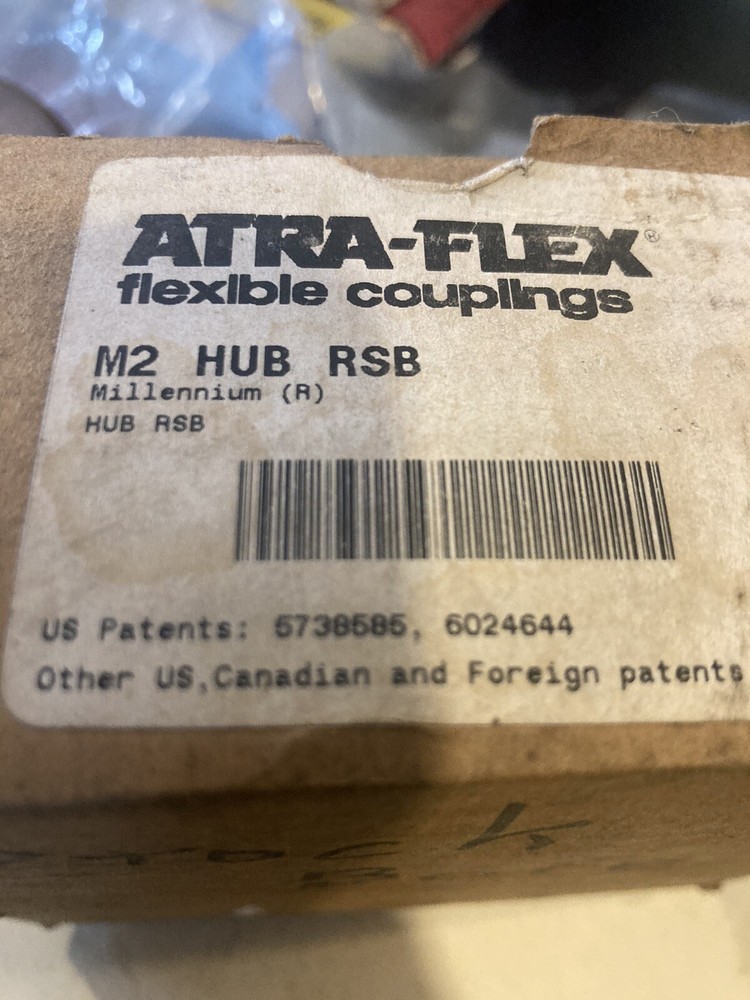 ATRA-FLEX®
flexible couplings
M2 HUB RSB
Millennium (R)
HUB RSB
US Patents: 5738585, 6024644
Other US,Canadian and Foreign patents